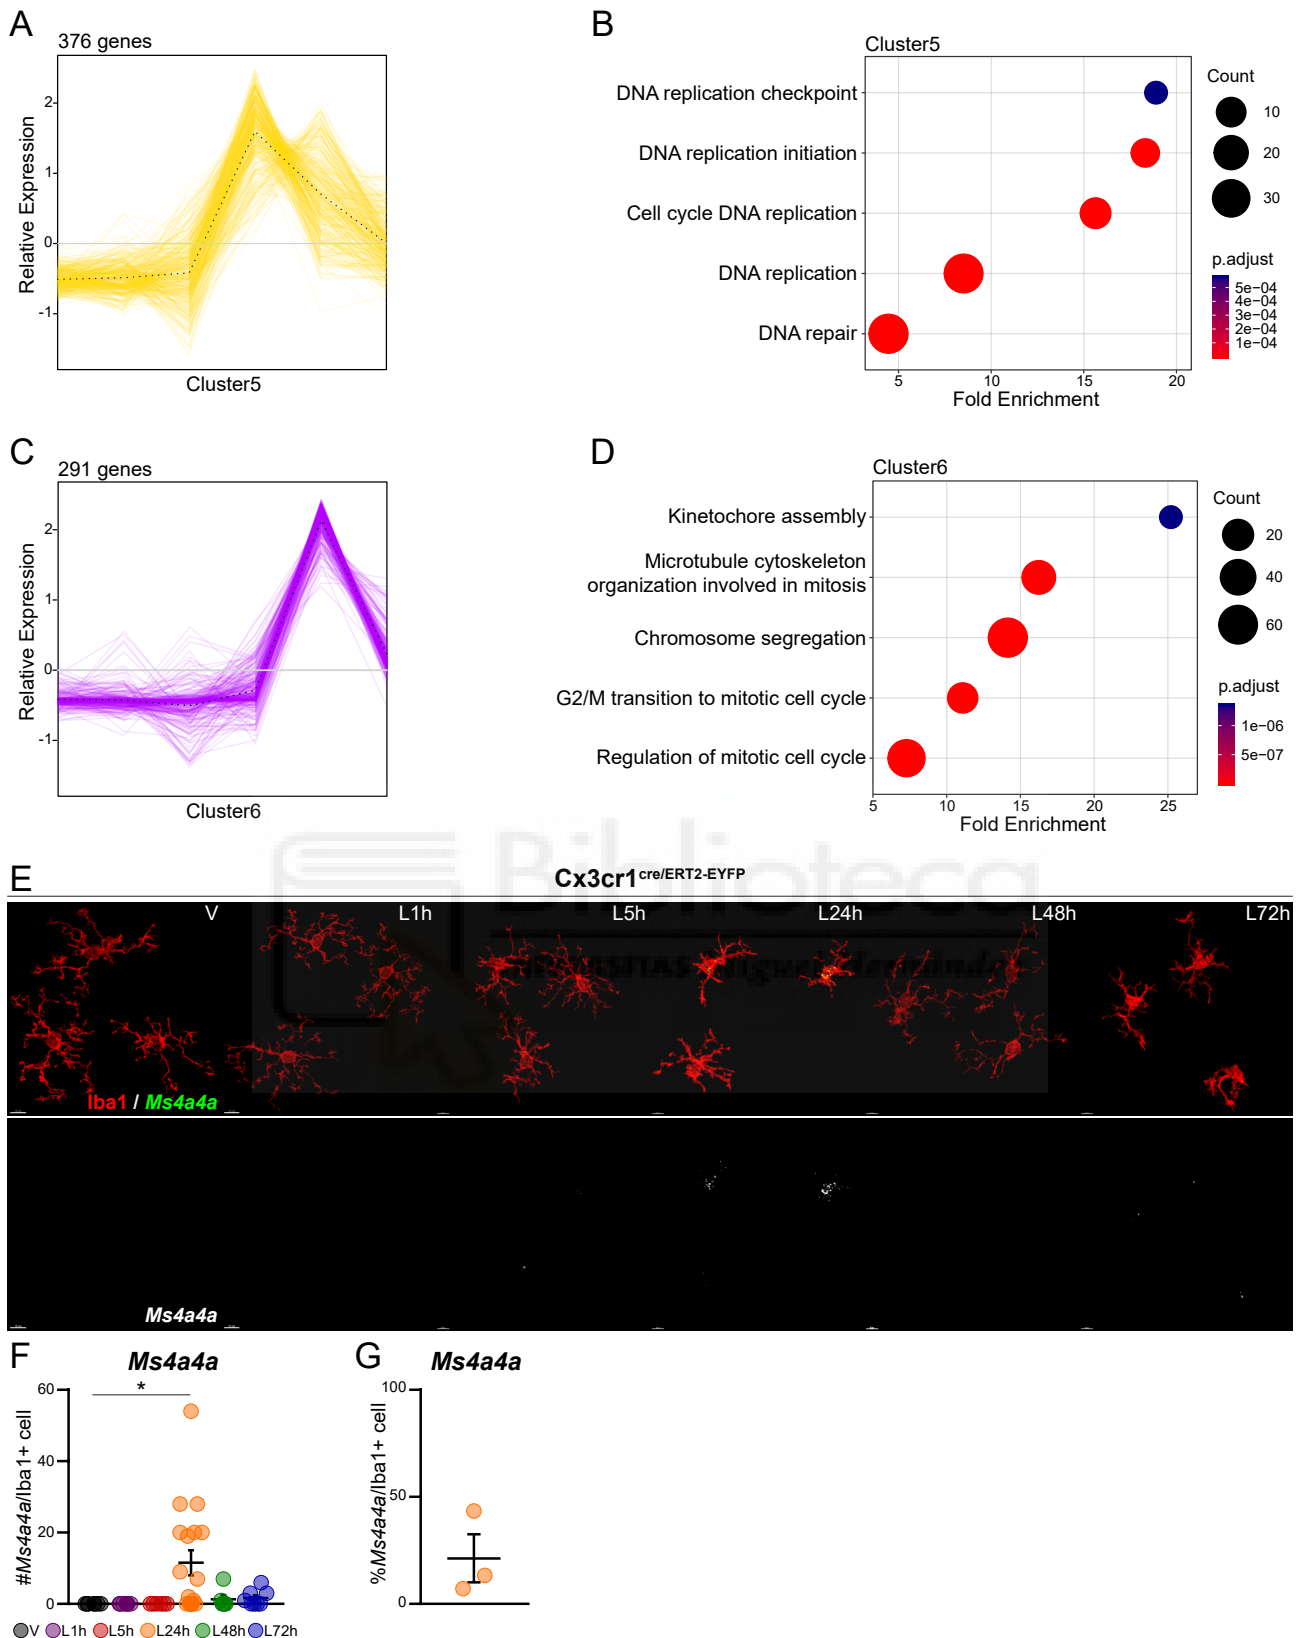 A
376 genes
Relative Expression
2
1
0
-1
Cluster5
B
Cluster5
DNA replication checkpoint
DNA replication initiation
Cell cycle DNA replication
DNA replication
DNA repair
5
10
15
20
Fold Enrichment
Count
10
20
30
p.adjust
5e−04
4e−04
3e−04
2e−04
1e−04
C
291 genes
Relative Expression
2
1
0
-1
Cluster6
D
Cluster6
Kinetochore assembly
Microtubule cytoskeleton
organization involved in mitosis
Chromosome segregation
G2/M transition to mitotic cell cycle
Regulation of mitotic cell cycle
5
10
15
20
25
Fold Enrichment
Count
20
40
60
p.adjust
1e−06
5e−07
Biblioteca
UNIVERSITAS Miguel Hernández
E
Cx3cr1cre/ERT2-EYFP
V
L1h
L5h
L24h
L48h
L72h
Iba1 / Ms4a4a
Ms4a4a
F
Ms4a4a
#Ms4a4a/Iba1+ cell
60
40
20
0
*
V L1h L5h L24h L48h L72h
G
Ms4a4a
%Ms4a4a/Iba1+ cell
100
50
0